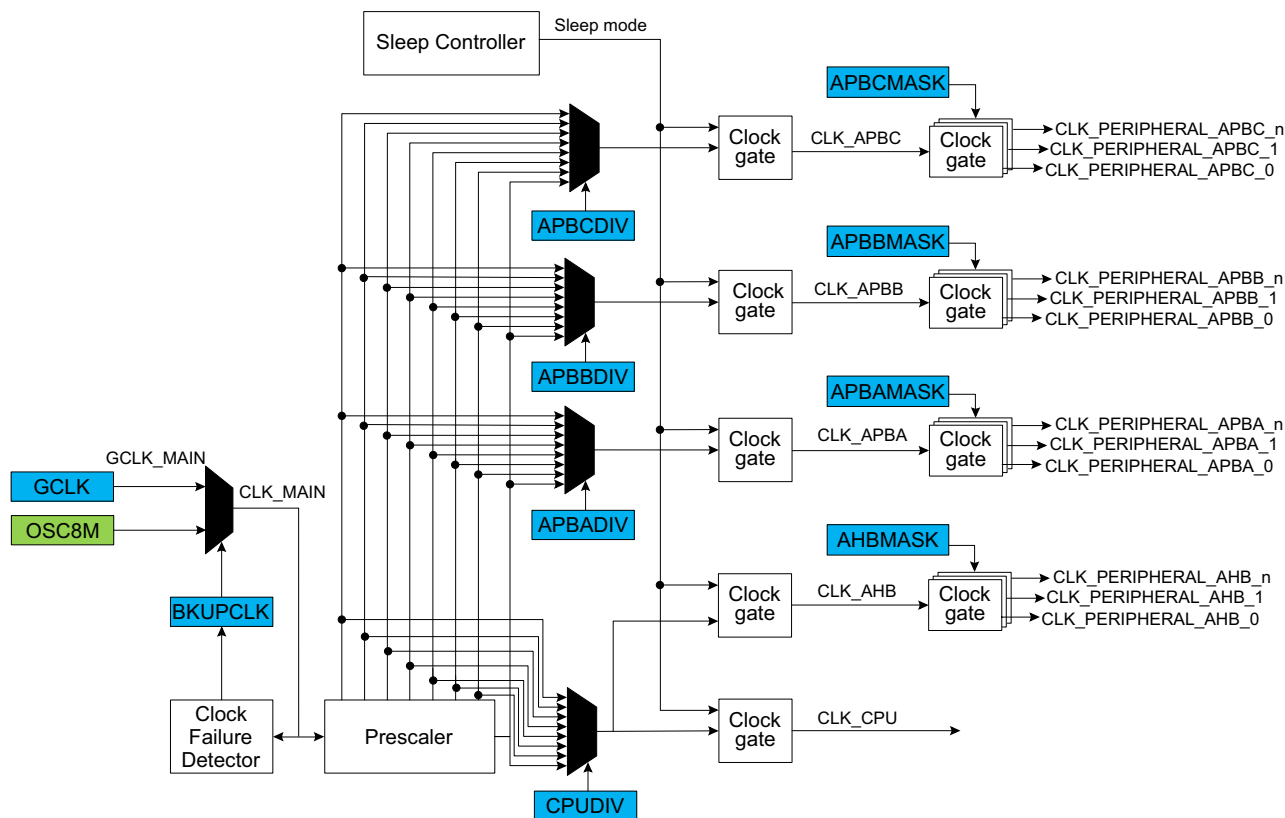 Sleep Controller
Sleep mode
APBCMASK
Clock
gate
CLK_APBC
Clock
gate
CLK_PERIPHERAL_APBC_n
CLK_PERIPHERAL_APBC_1
CLK_PERIPHERAL_APBC_0
APBCDIV
APBBMASK
Clock
gate
CLK_APBB
Clock
gate
CLK_PERIPHERAL_APBB_n
CLK_PERIPHERAL_APBB_1
CLK_PERIPHERAL_APBB_0
APBBDIV
APBAMASK
Clock
gate
CLK_APBA
Clock
gate
CLK_PERIPHERAL_APBA_n
CLK_PERIPHERAL_APBA_1
CLK_PERIPHERAL_APBA_0
GCLK_MAIN
GCLK
CLK_MAIN
OSC8M
APBADIV
AHBMASK
Clock
gate
CLK_AHB
Clock
gate
CLK_PERIPHERAL_AHB_n
CLK_PERIPHERAL_AHB_1
CLK_PERIPHERAL_AHB_0
BKUPCLK
Clock
Failure
Detector
Prescaler
Clock
gate
CLK_CPU
CPUDIV